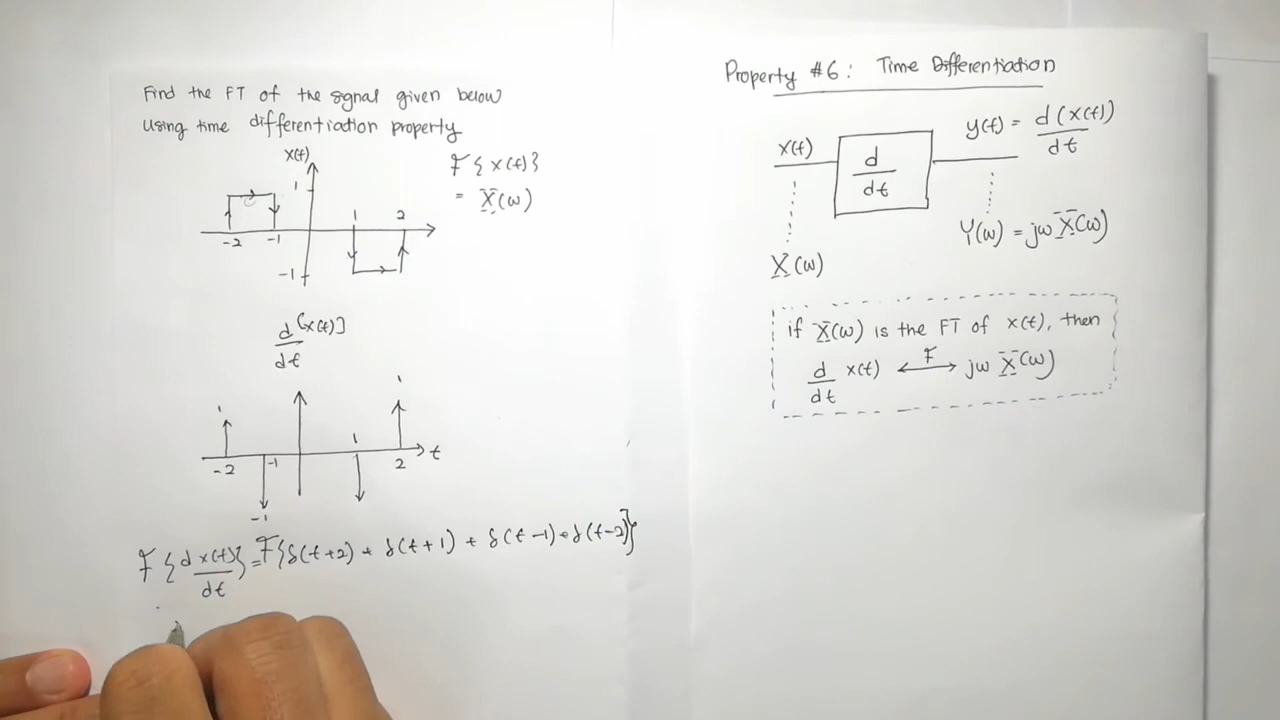 Find the FT of the signal given below
Using time differentiation property
x(t)
F { x(t) }
= X(ω)
1
1
2
-2
-1
-1
d [x(t)]
dt
1
1
-2
-1
1
2
t
-1
F { dx(t) / dt } = F{ δ(t+2) + δ(t+1) + δ(t-1) + δ(t-2) }
Property #6: Time Differentiation
x(t)
d
dt
y(t) = d(x(t))
dt
X(ω)
Y(ω) = jω X(ω)
if X(ω) is the FT of x(t), then
d x(t) ←F→ jω X(ω)
dt